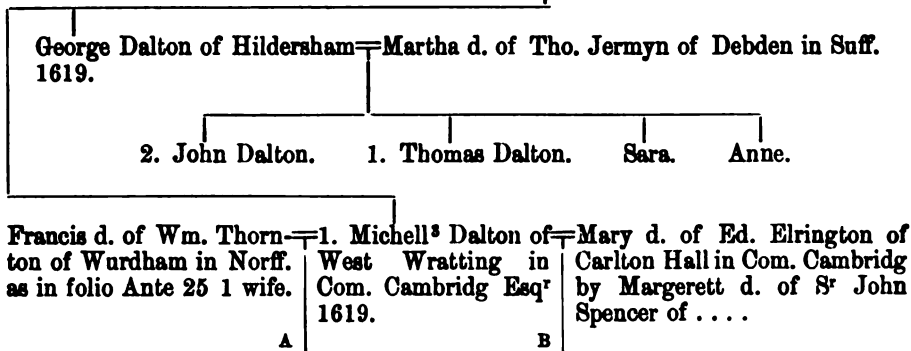 George Dalton of Hildersham=Martha d. of Tho. Jermyn of Debden in Suff.
1619.
2. John Dalton. 1. Thomas Dalton. Sara. Anne.
Francis d. of Wm. Thorn-
ton of Wurdham in Norff.
as in folio Ante 25 1 wife.
=1. Michell³ Dalton of=
West Wratting in
Com. Cambridg Esqʳ
1619.
Mary d. of Ed. Elrington of
Carlton Hall in Com. Cambridg
by Margerett d. of Sʳ John
Spencer of . . . .
A
B